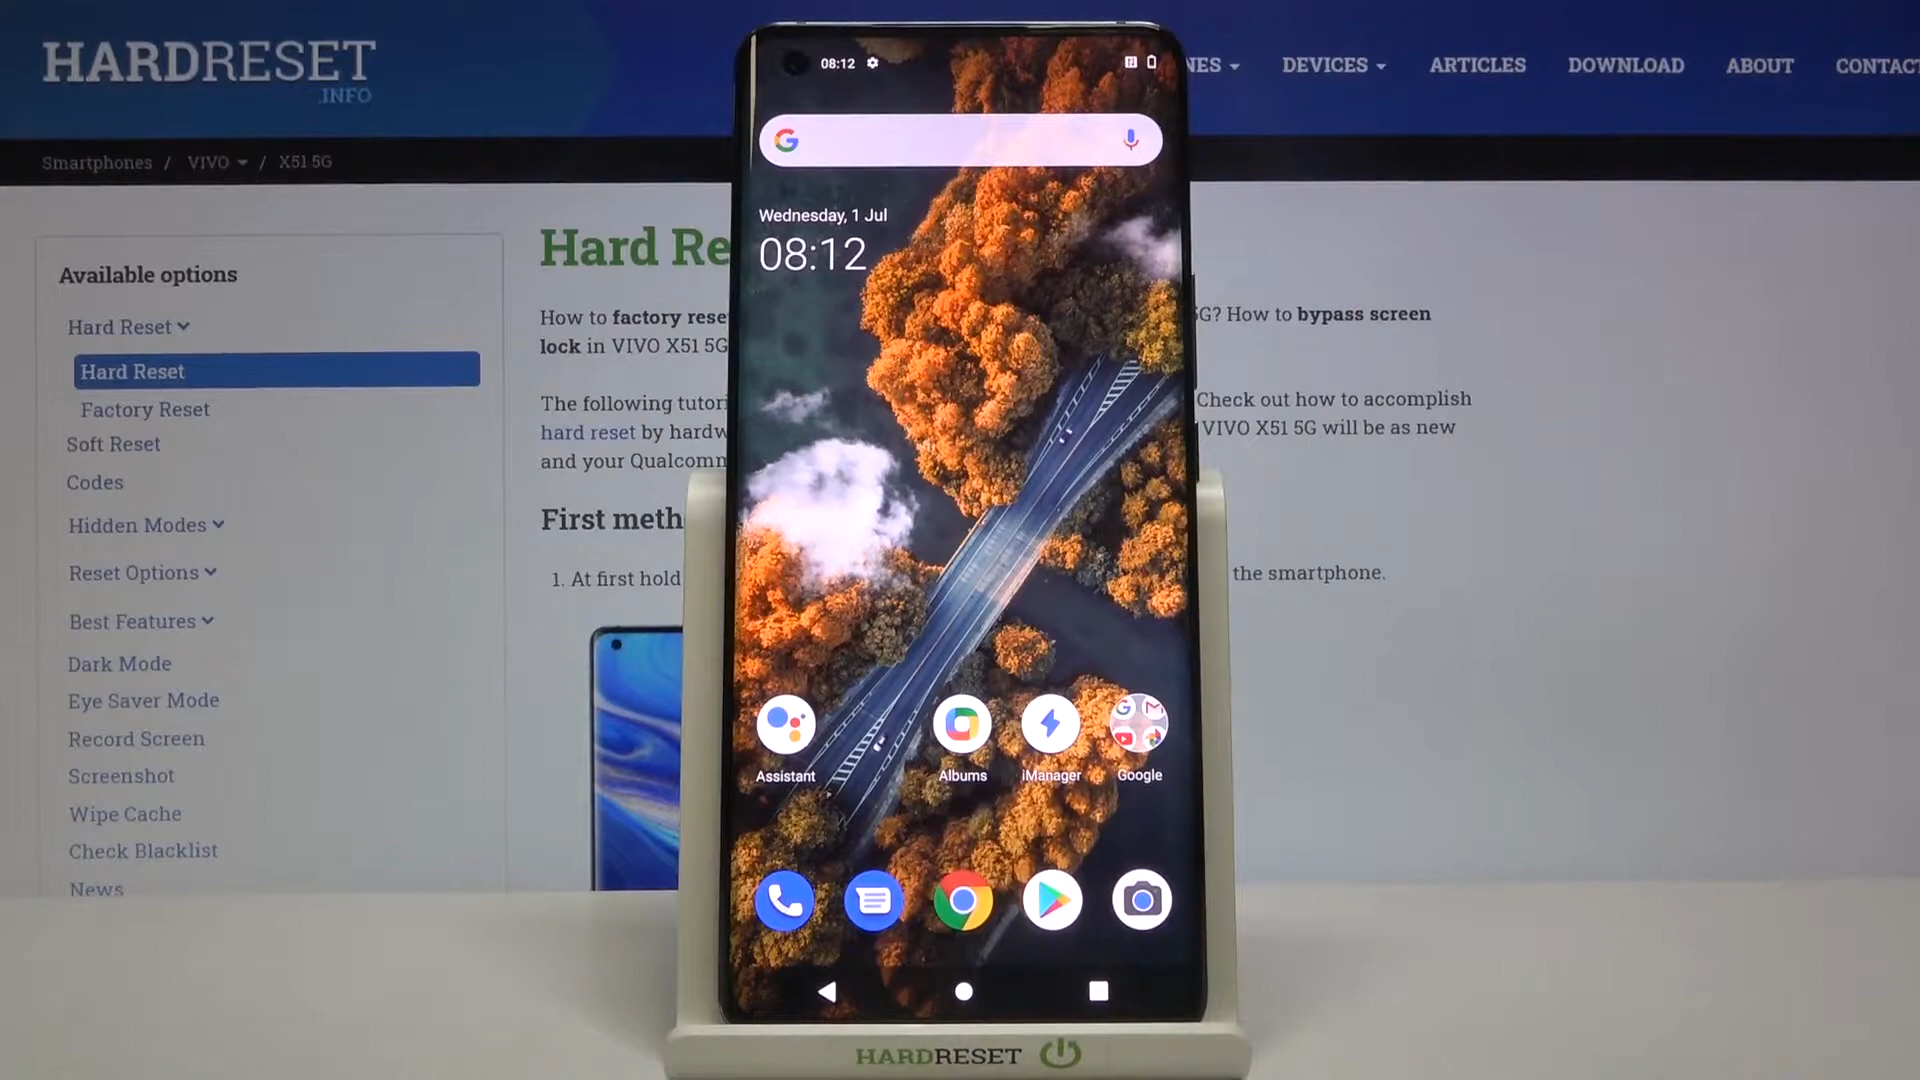 HARDRESET
.INFO
DEVICES
ARTICLES
DOWNLOAD
ABOUT
Smartphones / VIVO / X51 5G
Available options
Hard Reset
Hard Reset
Factory Reset
Soft Reset
Codes
Hidden Modes
Reset Options
Best Features
Dark Mode
Eye Saver Mode
Record Screen
Screenshot
Wipe Cache
Check Blacklist
News
Hard Re
How to factory rese
lock in VIVO X51 5G
The following tutori
hard reset by hardw
and your Qualcomm
First meth
1. At first hold
G? How to bypass screen
Check out how to accomplish
VIVO X51 5G will be as new
the smartphone.
08:12
Wednesday, 1 Jul
08:12
Assistant
Albums
iManager
Google
HARDRESET